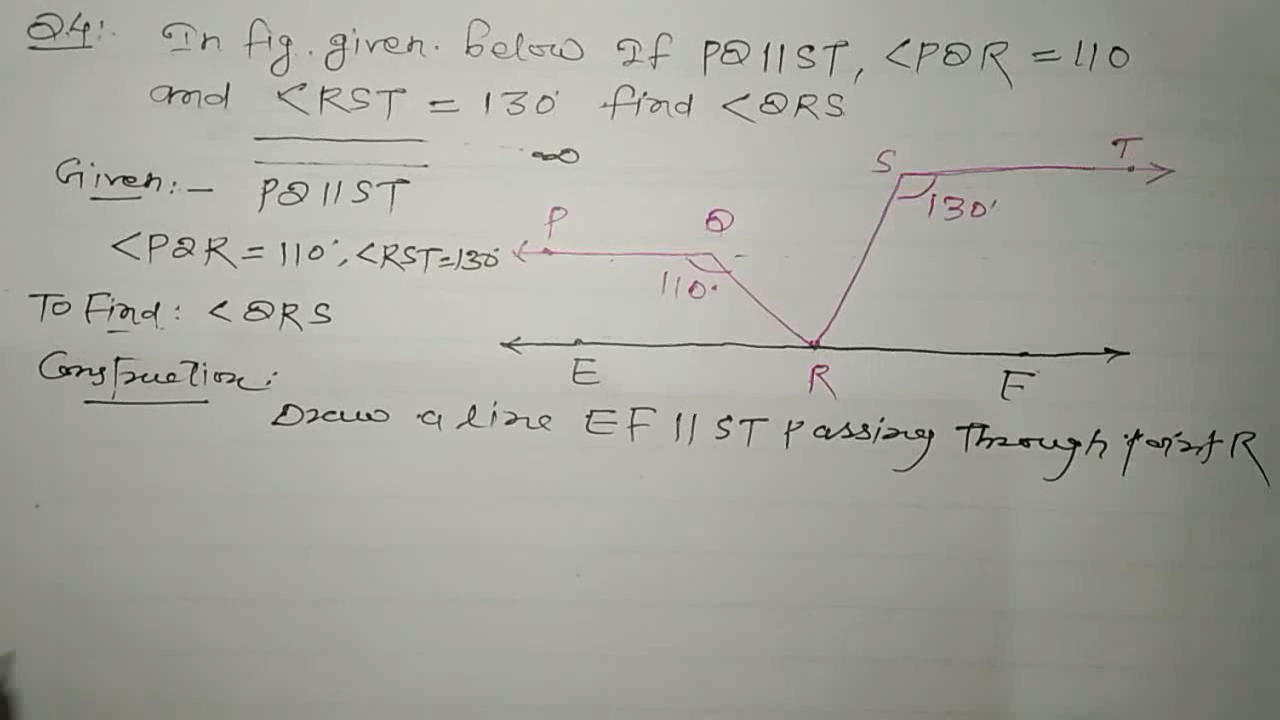 Q4:. In fig. given. below If PQ || ST, <PQR = 110
and <RST = 130° find <QRS
Given:- PQ || ST
<PQR = 110°, <RST=130°
To Find: <QRS
Construction:
Draw a line EF || ST Passing Through point R
P
Q
110°
S
T
130°
E
R
F